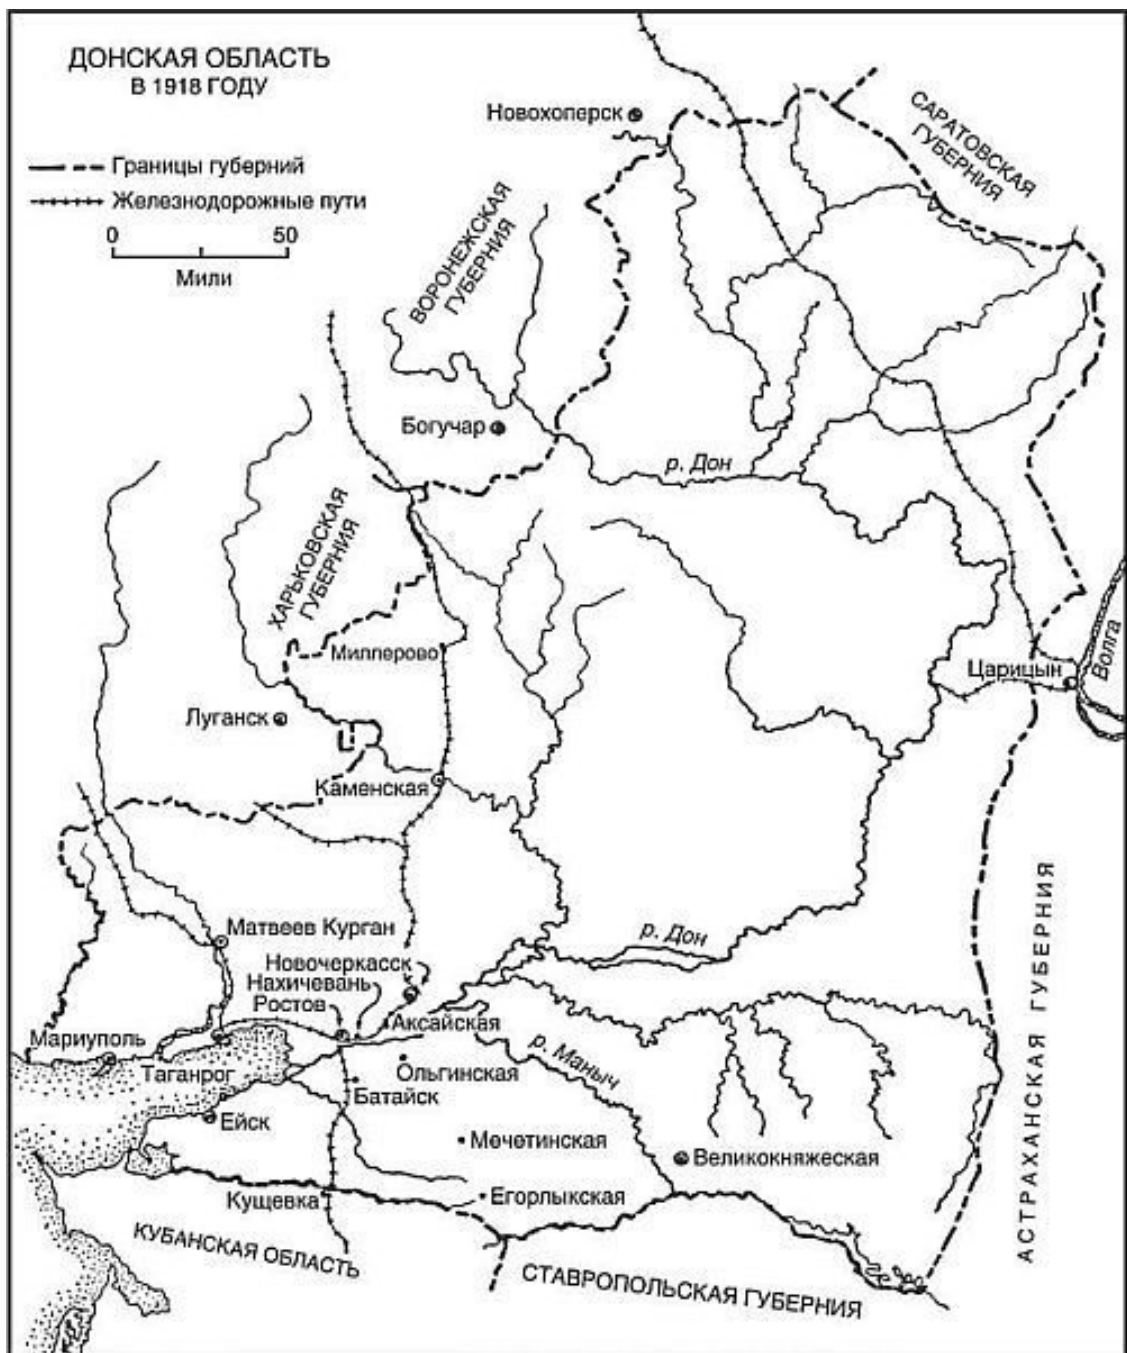 ДОНСКАЯ ОБЛАСТЬ
В 1918 ГОДУ
Границы губерний
Железнодорожные пути
0 50
Мили
Новохоперск
САРАТОВСКАЯ
ГУБЕРНИЯ
ВОРОНЕЖСКАЯ
ГУБЕРНИЯ
Богучар
р. Дон
ХАРЬКОВСКАЯ
ГУБЕРНИЯ
Миллерово
Волга
Царицын
Луганск
Каменская
АСТРАХАНСКАЯ ГУБЕРНИЯ
Матвеев Курган
р. Дон
Новочеркасск
Нахичевань
Ростов
Аксайская
Мариуполь
Таганрог
Ольгинская
р. Маныч
Батайск
Ейск
Мечетинская
Великокняжеская
Кущевка
Егорлыкская
КУБАНСКАЯ ОБЛАСТЬ
СТАВРОПОЛЬСКАЯ ГУБЕРНИЯ